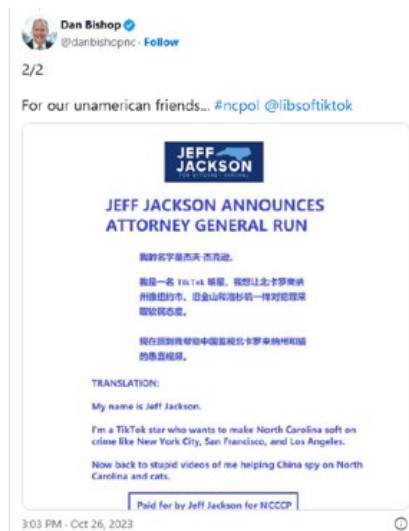 Dan Bishop
@danbishopnc · Follow
2/2
For our unamerican friends... #ncpol @libsoftiktok
JEFF
JACKSON
FOR ATTORNEY GENERAL
JEFF JACKSON ANNOUNCES
ATTORNEY GENERAL RUN
我的名字是杰夫·杰克逊。
我是一名 TikTok 明星，我想让北卡罗来纳
州像纽约市、旧金山和洛杉矶一样对犯罪采
取软弱态度。
现在回到我帮助中国监视北卡罗来纳州和猫
的愚蠢视频。
TRANSLATION:
My name is Jeff Jackson.
I'm a TikTok star who wants to make North Carolina soft on
crime like New York City, San Francisco, and Los Angeles.
Now back to stupid videos of me helping China spy on North
Carolina and cats.
Paid for by Jeff Jackson for NCCCP
3:03 PM · Oct 26, 2023